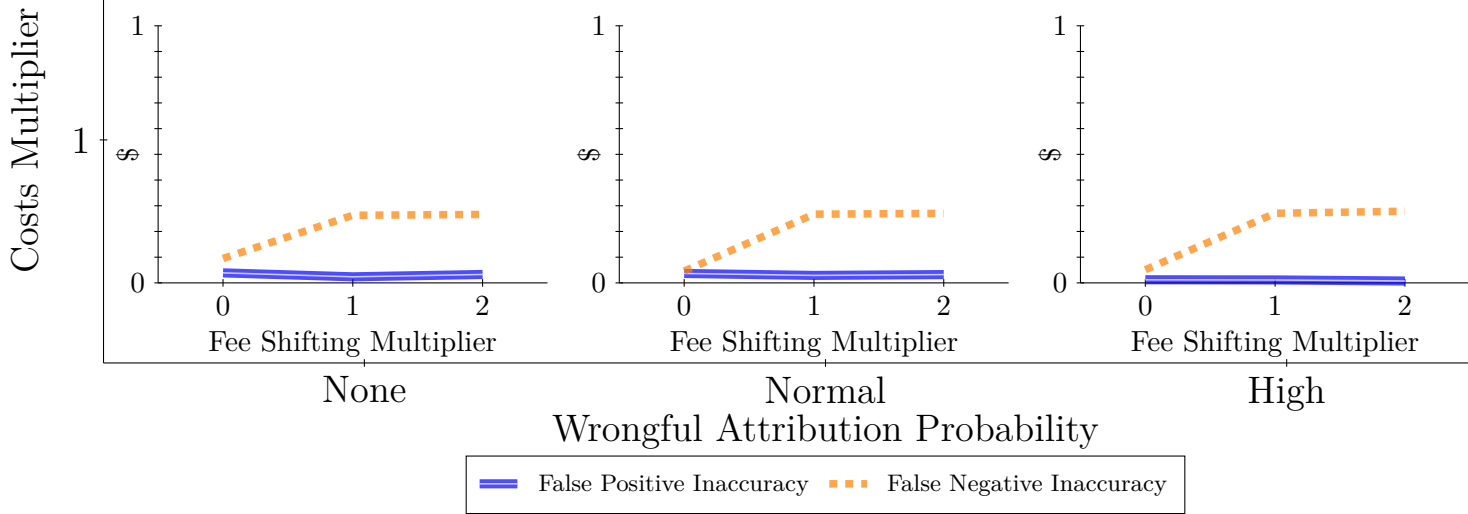 Costs Multiplier
1
1
$
0
0 1 2
Fee Shifting Multiplier
1
$
0
0 1 2
Fee Shifting Multiplier
1
$
0
0 1 2
Fee Shifting Multiplier
None Normal High
Wrongful Attribution Probability
False Positive Inaccuracy False Negative Inaccuracy